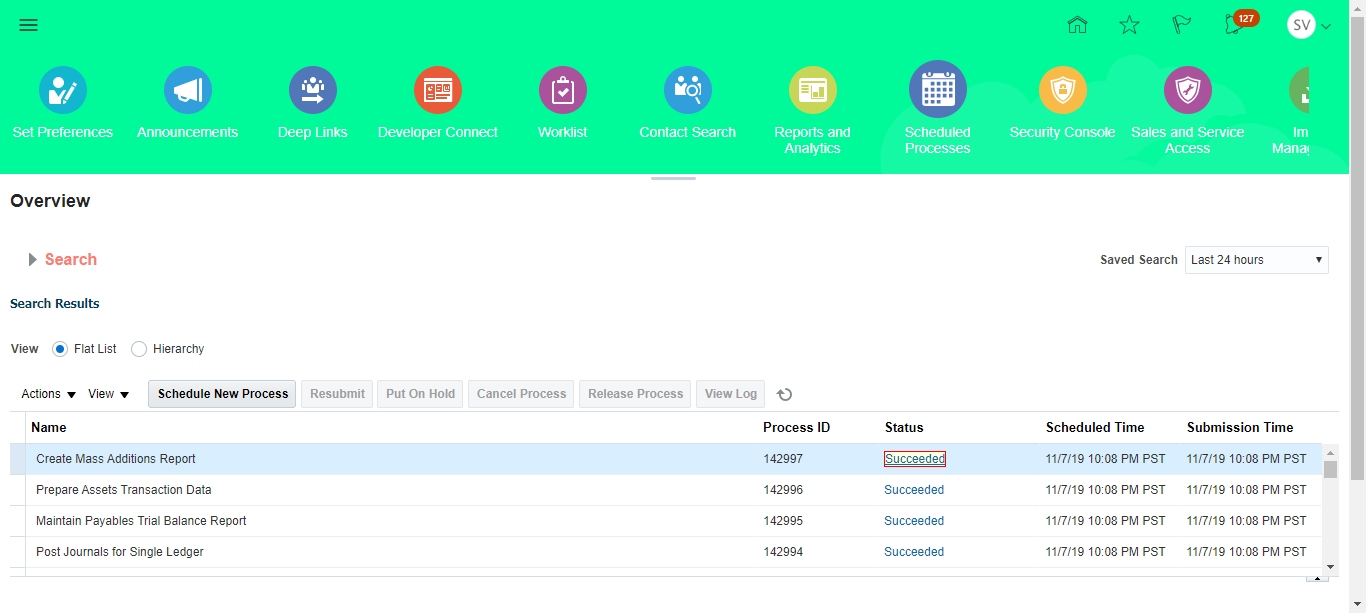 127
SV
Set Preferences
Announcements
Deep Links
Developer Connect
Worklist
Contact Search
Reports and
Analytics
Scheduled
Processes
Security Console
Sales and Service
Access
Im
Manag
Overview
Search
Saved Search Last 24 hours
Search Results
View Flat List Hierarchy
Actions View Schedule New Process Resubmit Put On Hold Cancel Process Release Process View Log
Name Process ID Status Scheduled Time Submission Time
Create Mass Additions Report 142997 Succeeded 11/7/19 10:08 PM PST 11/7/19 10:08 PM PST
Prepare Assets Transaction Data 142996 Succeeded 11/7/19 10:08 PM PST 11/7/19 10:08 PM PST
Maintain Payables Trial Balance Report 142995 Succeeded 11/7/19 10:08 PM PST 11/7/19 10:08 PM PST
Post Journals for Single Ledger 142994 Succeeded 11/7/19 10:08 PM PST 11/7/19 10:08 PM PST